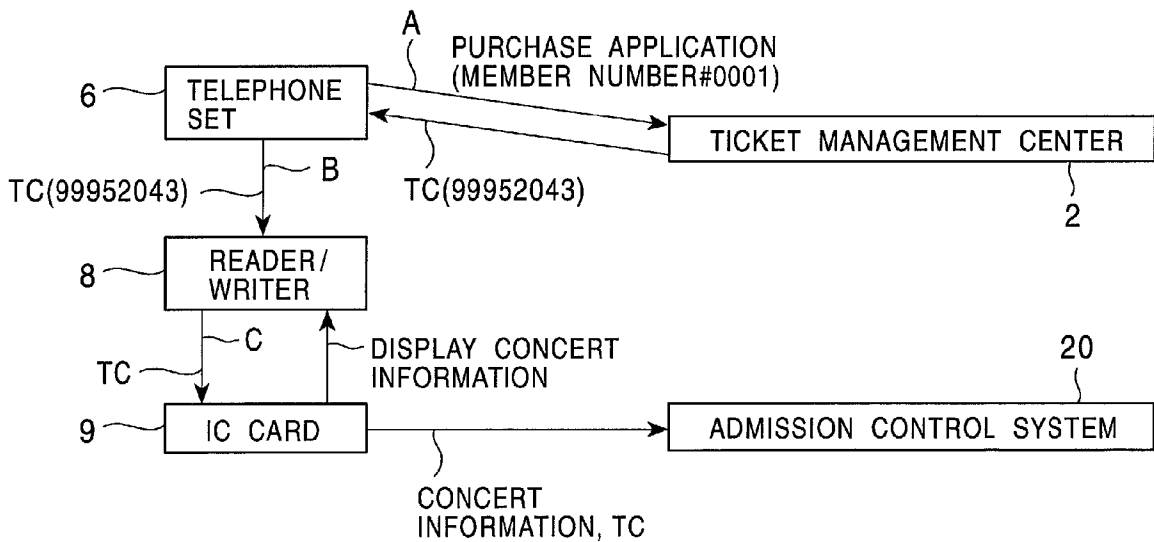 A
PURCHASE APPLICATION
(MEMBER NUMBER#0001)
6
TELEPHONE
SET
TICKET MANAGEMENT CENTER
2
B
TC(99952043)
TC(99952043)
8
READER/
WRITER
C
TC
DISPLAY CONCERT
INFORMATION
20
9
IC CARD
ADMISSION CONTROL SYSTEM
CONCERT
INFORMATION, TC